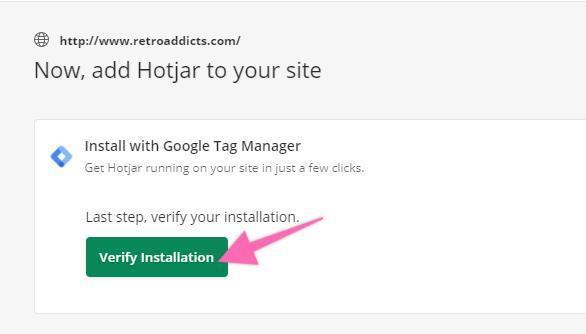 http://www.retroaddicts.com/
Now, add Hotjar to your site
Install with Google Tag Manager
Get Hotjar running on your site in just a few clicks.
Last step, verify your installation.
Verify Installation